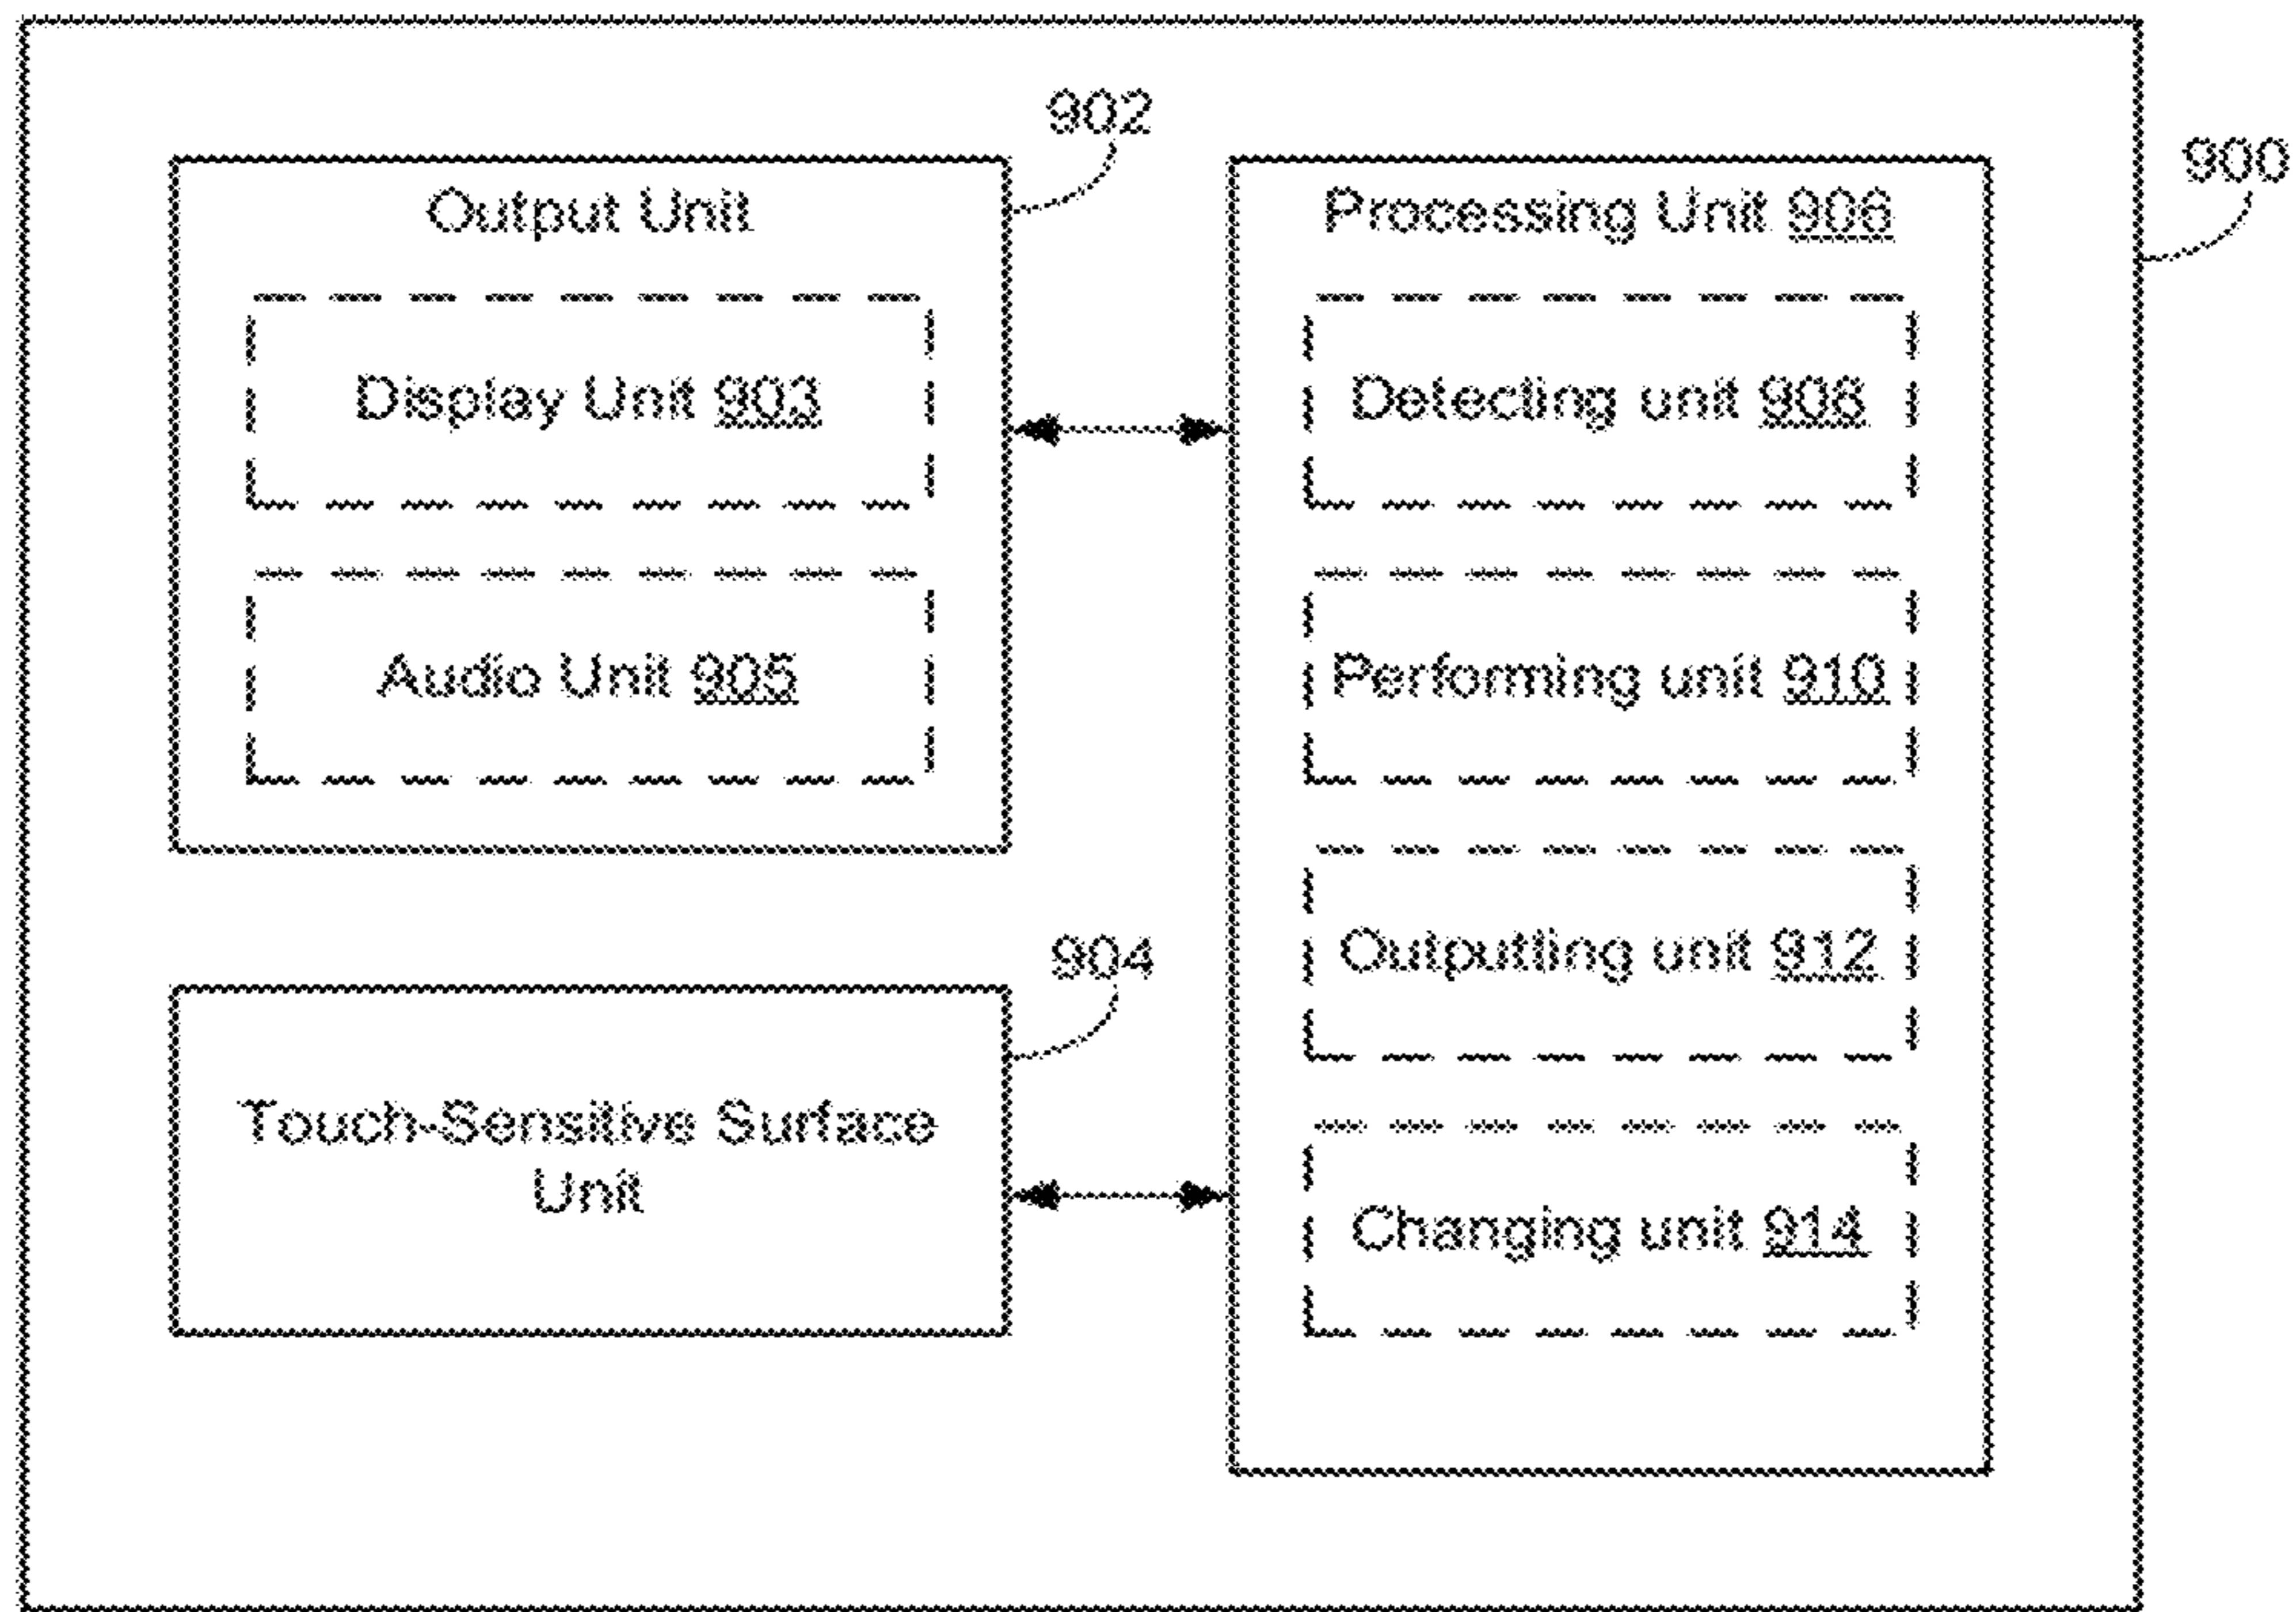 902
900
Output Unit
Display Unit 903
Audio Unit 905
904
Touch-Sensitive Surface
Unit
Processing Unit 906
Detecting unit 908
Performing unit 910
Outputting unit 912
Changing unit 914